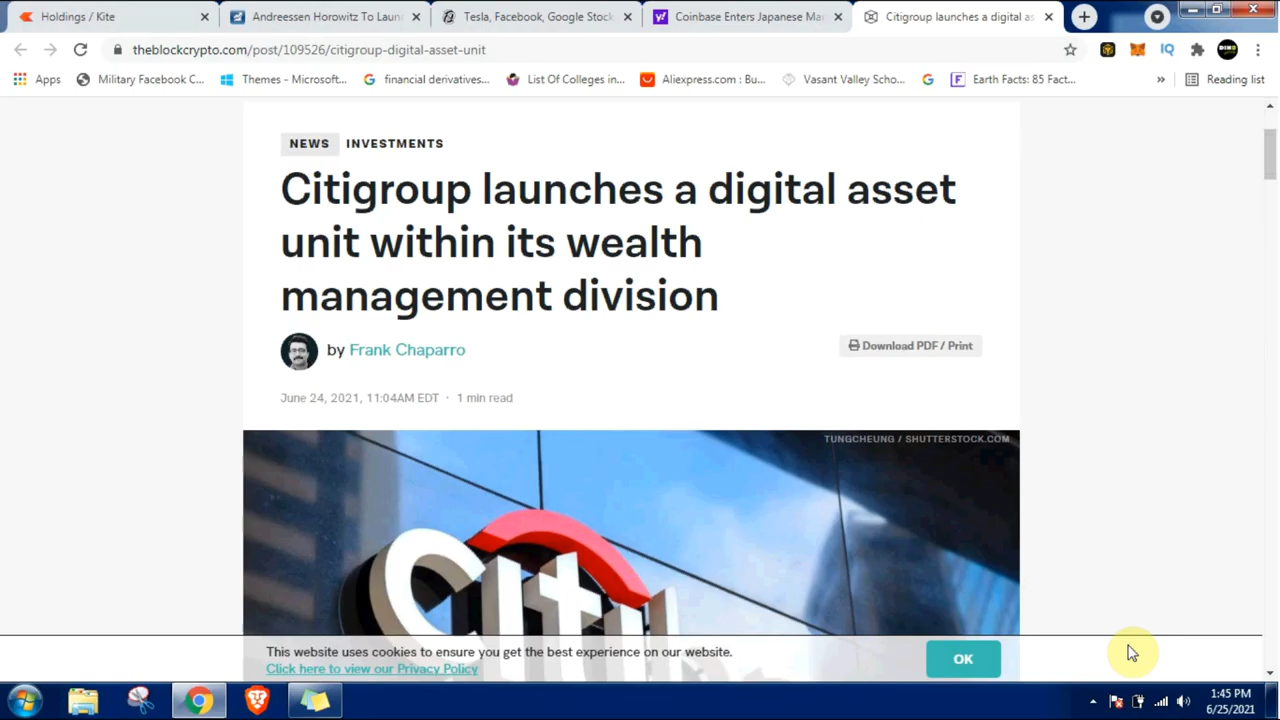 Holdings / Kite
Andreessen Horowitz To Laun
Tesla, Facebook, Google Stock
Coinbase Enters Japanese Ma
Citigroup launches a digital as
theblockcrypto.com/post/109526/citigroup-digital-asset-unit
Apps
Military Facebook C...
Themes - Microsoft...
financial derivatives...
List Of Colleges in...
Aliexpress.com : Bu...
Vasant Valley Scho...
Earth Facts: 85 Fact...
»
Reading list
NEWS INVESTMENTS
Citigroup launches a digital asset
unit within its wealth
management division
by Frank Chaparro
Download PDF / Print
June 24, 2021, 11:04AM EDT · 1 min read
TUNGCHEUNG / SHUTTERSTOCK.COM
citi
This website uses cookies to ensure you get the best experience on our website.
Click here to view our Privacy Policy
OK
1:45 PM
6/25/2021